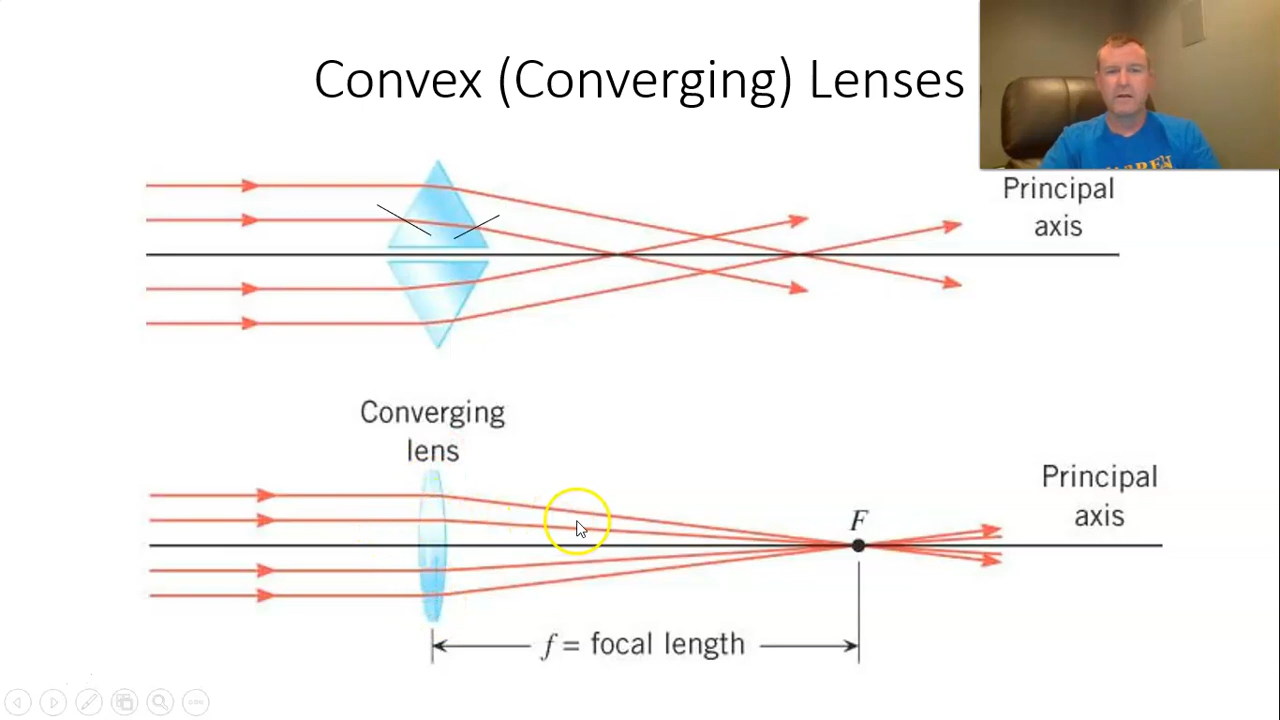 Convex (Converging) Lenses
Principal
axis
Converging
lens
Principal
axis
F
f = focal length